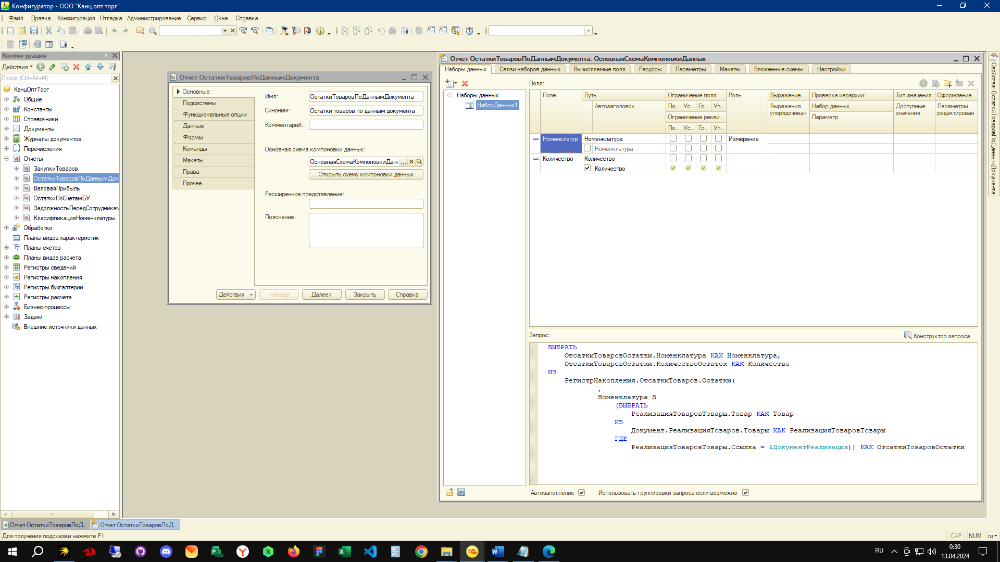 Конфигуратор - ООО "Канц опт торг"
Файл Правка Конфигурация Отладка Администрирование Сервис Окна Справка
Конфигурация
Действия
Поиск (Ctrl+Alt+M)
КанцОптТорг
Общие
Константы
Справочники
Документы
Журналы документов
Перечисления
Отчеты
ЗакупкиТоваров
ОстаткиТоваровПоДаннымДоку
ВаловаяПрибыль
ОстаткиПоСчетамБУ
ЗадолжностьПередСотрудникам
КласифпикацияНоменклатуры
Обработки
Планы видов характеристик
Планы счетов
Планы видов расчета
Регистры сведений
Регистры накопления
Регистры бухгалтерии
Регистры расчета
Бизнес-процессы
Задачи
Внешние источники данных
Отчет ОстаткиТоваровПоДаннымДокумента
Основные
Подсистемы
Функциональные опции
Данные
Формы
Команды
Макеты
Права
Прочее
Имя: ОстаткиТоваровПоДаннымДокумента
Синоним: Остатки товаров по данным документа
Комментарий:
Основная схема компоновки данных:
ОсновнаяСхемаКомпоновкиДанн ...
Открыть схему компоновки данных
Расширенное представление:
Пояснение:
Действия <Назад Далее> Закрыть Справка
Отчет ОстаткиТоваровПоДаннымДокумента: ОсновнаяСхемаКомпоновкиДанных
Наборы данных Связи наборов данных Вычисляемые поля Ресурсы Параметры Макеты Вложенные схемы Настройки
Наборы данных
НаборДанных1
Поля:
Поле Путь Ограничение поля Роль Выражение ... Проверка иерархии: Тип значения Оформление
Автозаголовок По... Ус... Гр... Уп... Выражения упорядочиван Набор данных Доступные значения Параметры редактирован
Ограничение рекви... Параметр
По... Ус... Гр... Уп...
Номенклатур Номенклатура Измерение
Номенклатура
Количество Количество
Количество
Запрос: Конструктор запроса...
ВЫБРАТЬ
ОтсаткиТоваровОстатки.Номенклатура КАК Номенклатура,
ОтсаткиТоваровОстатки.КоличествоОстаток КАК Количество
ИЗ
РегистрНакопления.ОтсаткиТоваров.Остатки(
,
Номенклатура В
(ВЫБРАТЬ
РеализацияТоваровТовары.Товар КАК Товар
ИЗ
Документ.РеализацияТоваров.Товары КАК РеализацияТоваровТовары
ГДЕ
РеализацияТоваровТовары.Ссылка = &ДокументРеализация)) КАК ОтсаткиТоваровОстатки
Автозаполнение Использовать группировки запроса если возможно
Свойства: ОстаткиТоваровПоДаннымДокумента
Отчет ОстаткиТоваровПоД... Отчет ОстаткиТоваровПоД...
Для получения подсказки нажмите F1
CAP NUM ru
RU
0:30
13.04.2024